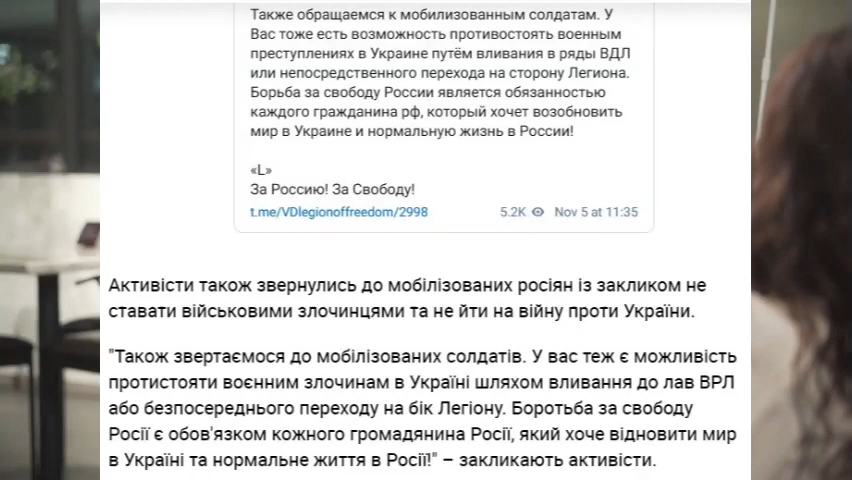 Также обращаемся к мобилизованным солдатам. У
Вас тоже есть возможность противостоять военным
преступлениях в Украине путём вливания в ряды ВДЛ
или непосредственного перехода на сторону Легиона.
Борьба за свободу России является обязанностью
каждого гражданина рф, который хочет возобновить
мир в Украине и нормальную жизнь в России!
«L»
За Россию! За Свободу!
t.me/VDlegionoffreedom/2998 5.2K Nov 5 at 11:35
Активісти також звернулись до мобілізованих росіян із закликом не
ставати військовими злочинцями та не йти на війну проти України.
"Також звертаємося до мобілізованих солдатів. У вас теж є можливість
протистояти воєнним злочинам в Україні шляхом вливання до лав ВРЛ
або безпосереднього переходу на бік Легіону. Боротьба за свободу
Росії є обов'язком кожного громадянина Росії, який хоче відновити мир
в Україні та нормальне життя в Росії!" – закликають активісти.